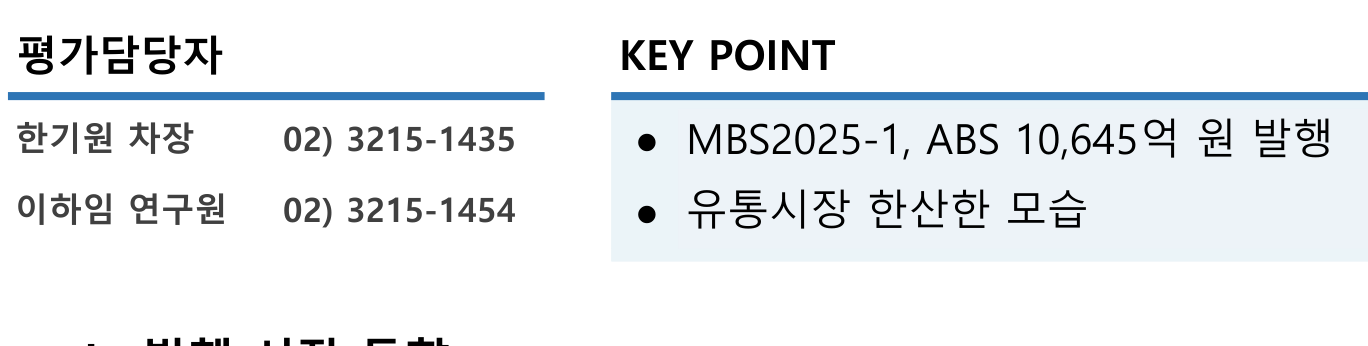 평가담당자
한기원 차장 02) 3215-1435
이하임 연구원 02) 3215-1454
KEY POINT
● MBS2025-1, ABS 10,645억 원 발행
● 유통시장 한산한 모습